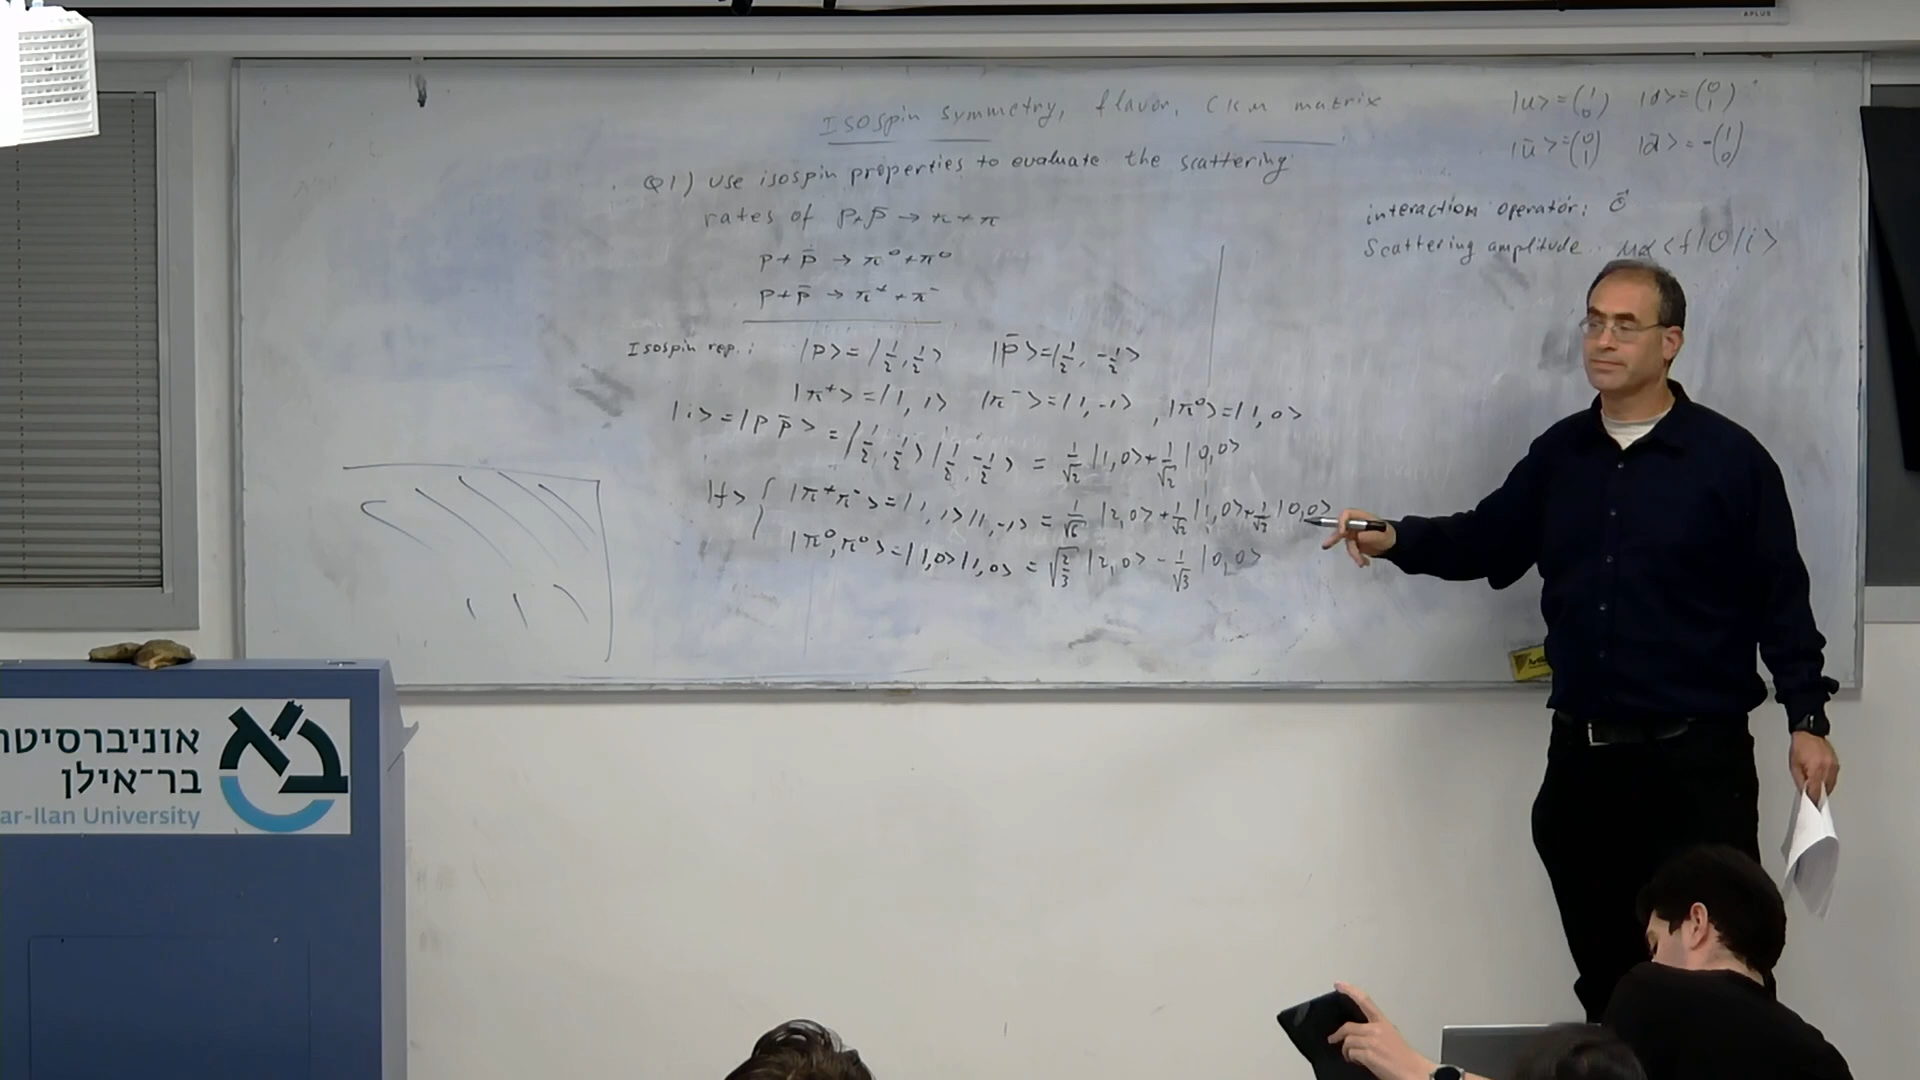 APLUS
Isospin symmetry, flavor, CKM matrix
Q1) use isospin properties to evaluate the scattering
rates of p+p̄ → π+π
p+p̄ → π⁰+π⁰
p+p̄ → π⁺+π⁻
Isospin rep.: |p>=|½,½> |p̄>=|½,-½>
|π⁺>=|1,1> |π⁻>=|1,-1>, |π⁰>=|1,0>
|i>=|p p̄> = |½,½>|½,-½> = 1/√2 |1,0>+1/√2 |0,0>
|f> { |π⁺π⁻>=|1,1>|1,-1> = 1/√6 |2,0>+1/√2 |1,0>+1/√3 |0,0>
|π⁰,π⁰>=|1,0>|1,0> = √(2/3) |2,0> - 1/√3 |0,0>
|u>=(1 0) |d>=(0 1)
|ū>=(0 1) |d̄>=-(1 0)
interaction operator: Ô
Scattering amplitude: M∝<f|O|i>
אוניברסיטת
בר-אילן
ar-Ilan University